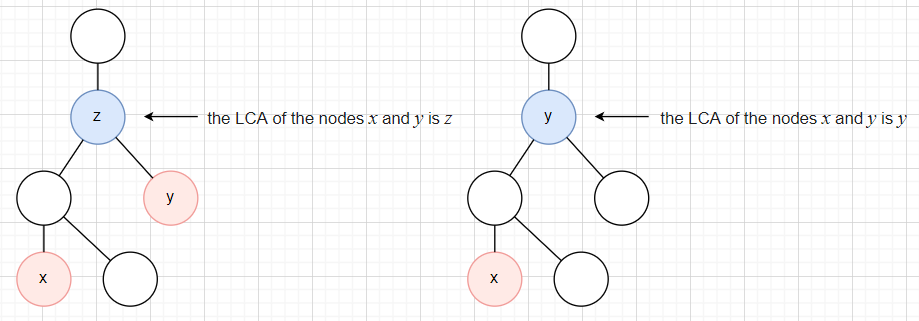 z
the LCA of the nodes x and y is z
y
x
y
the LCA of the nodes x and y is y
x